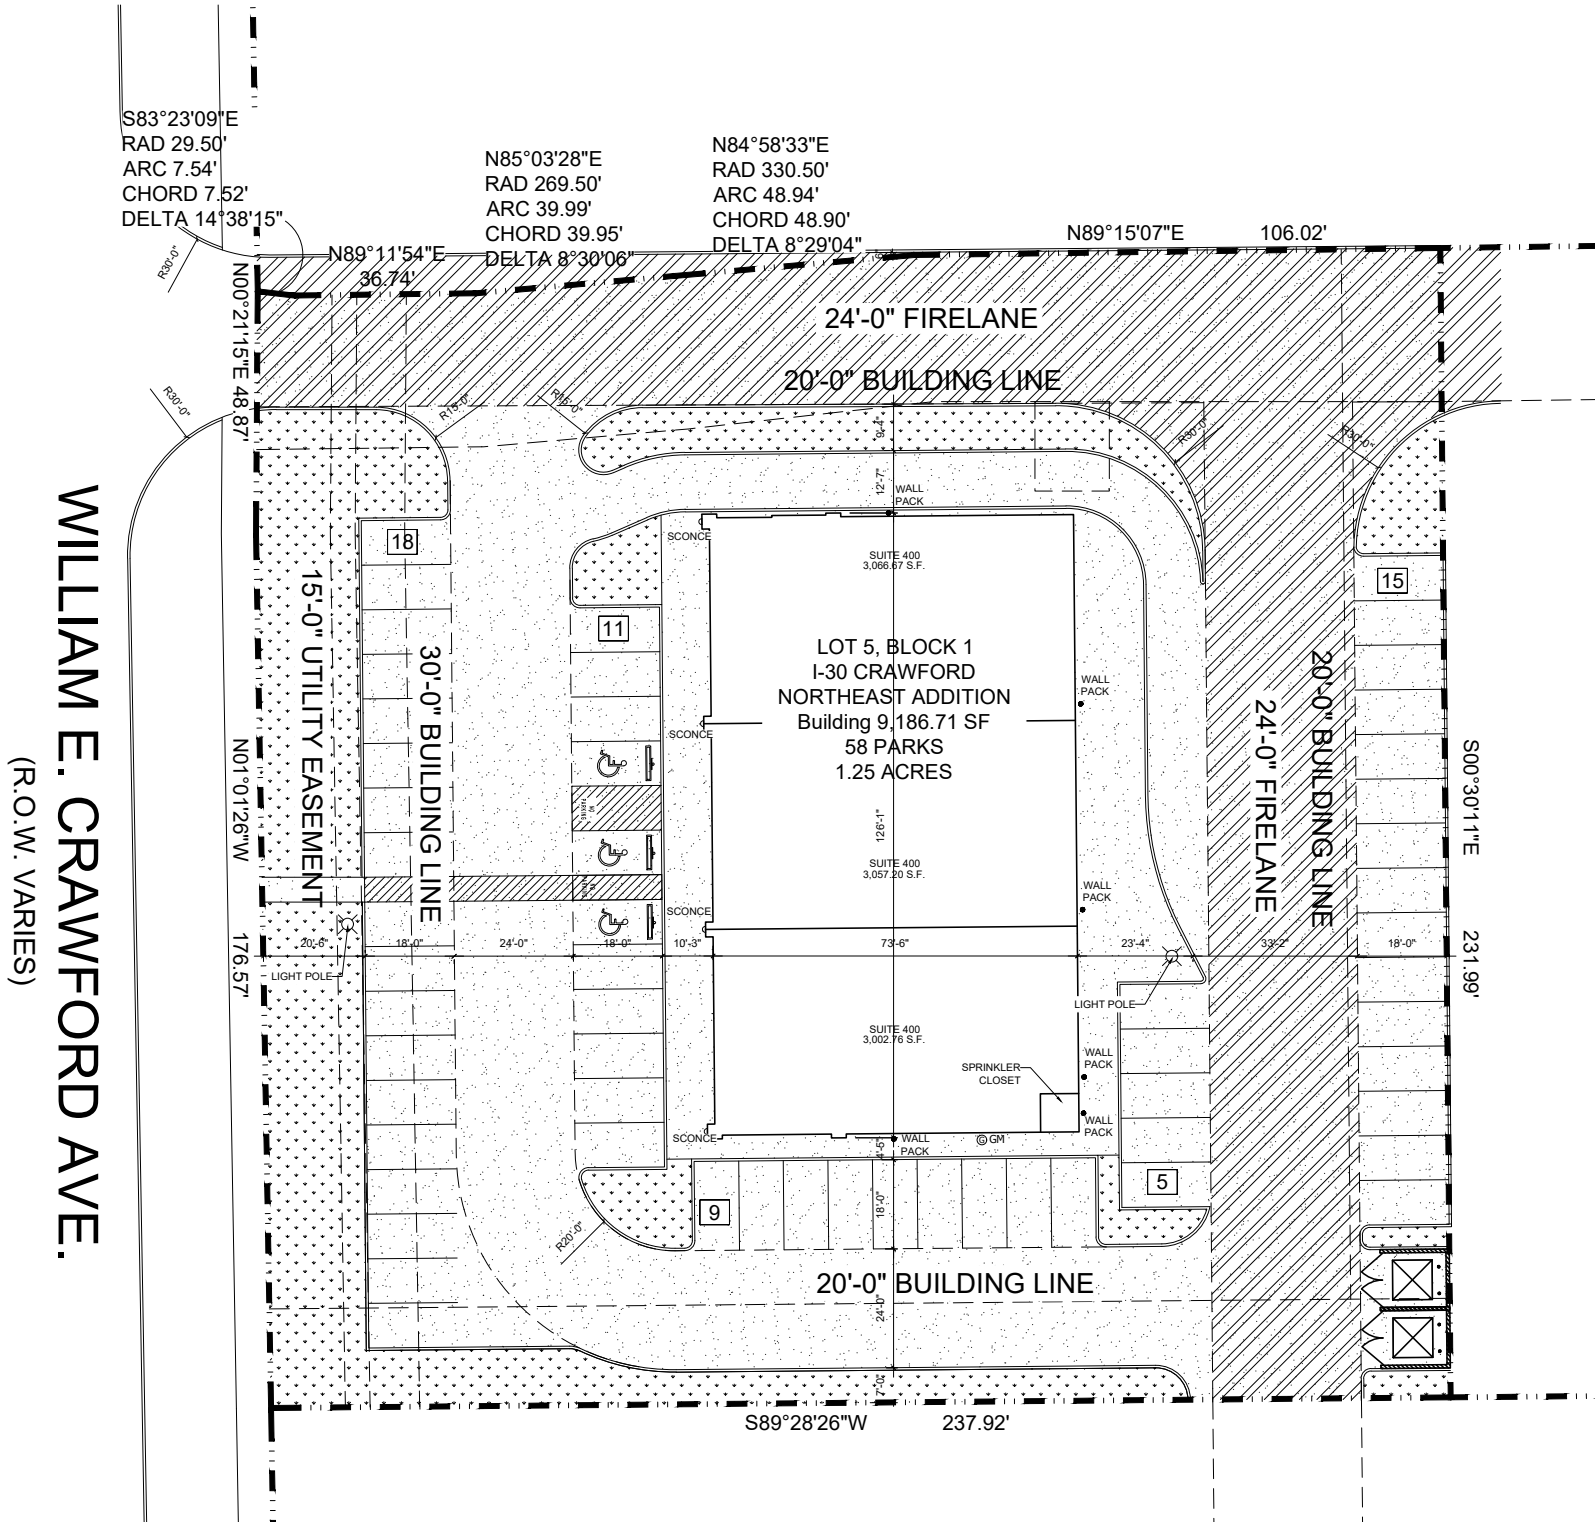 S83°23'09"E
RAD 29.50'
ARC 7.54'
CHORD 7.52'
DELTA 14°38'15"
N85°03'28"E
RAD 269.50'
ARC 39.99'
CHORD 39.95'
DELTA 8°30'06"
N84°58'33"E
RAD 330.50'
ARC 48.94'
CHORD 48.90'
DELTA 8°29'04"
N89°15'07"E 106.02'
N89°11'54"E
36.74'
R30'-0"
N00°21'15"E 48.87'
24'-0" FIRELANE
20'-0" BUILDING LINE
R30'-0"
R15'-0"
R15'-0"
R30'-0"
R30'-0"
9'-4"
12'-7"
WALL
PACK
SCONCE
SUITE 400
3,066.67 S.F.
18
11
15
LOT 5, BLOCK 1
I-30 CRAWFORD
NORTHEAST ADDITION
Building 9,186.71 SF
58 PARKS
1.25 ACRES
WALL
PACK
SCONCE
15'-0" UTILITY EASEMENT
30'-0" BUILDING LINE
20'-0" BUILDING LINE
24'-0" FIRELANE
WILLIAM E. CRAWFORD AVE.
(R.O.W. VARIES)
N01°01'26"W 176.57'
S00°30'11"E 231.99'
NO
PARKING
NO
PARKING
126'-1"
SUITE 400
3,057.20 S.F.
WALL
PACK
SCONCE
20'-6"
18'-0"
24'-0"
18'-0"
10'-3"
73'-6"
23'-4"
33'-2"
18'-0"
LIGHT POLE
LIGHT POLE
SUITE 400
3,002.76 S.F.
SPRINKLER
CLOSET
WALL
PACK
WALL
PACK
SCONCE
WALL
PACK
GM
4'-5"
9
5
18'-0"
R20'-0"
20'-0" BUILDING LINE
24'-0"
7'-0"
S89°28'26"W 237.92'